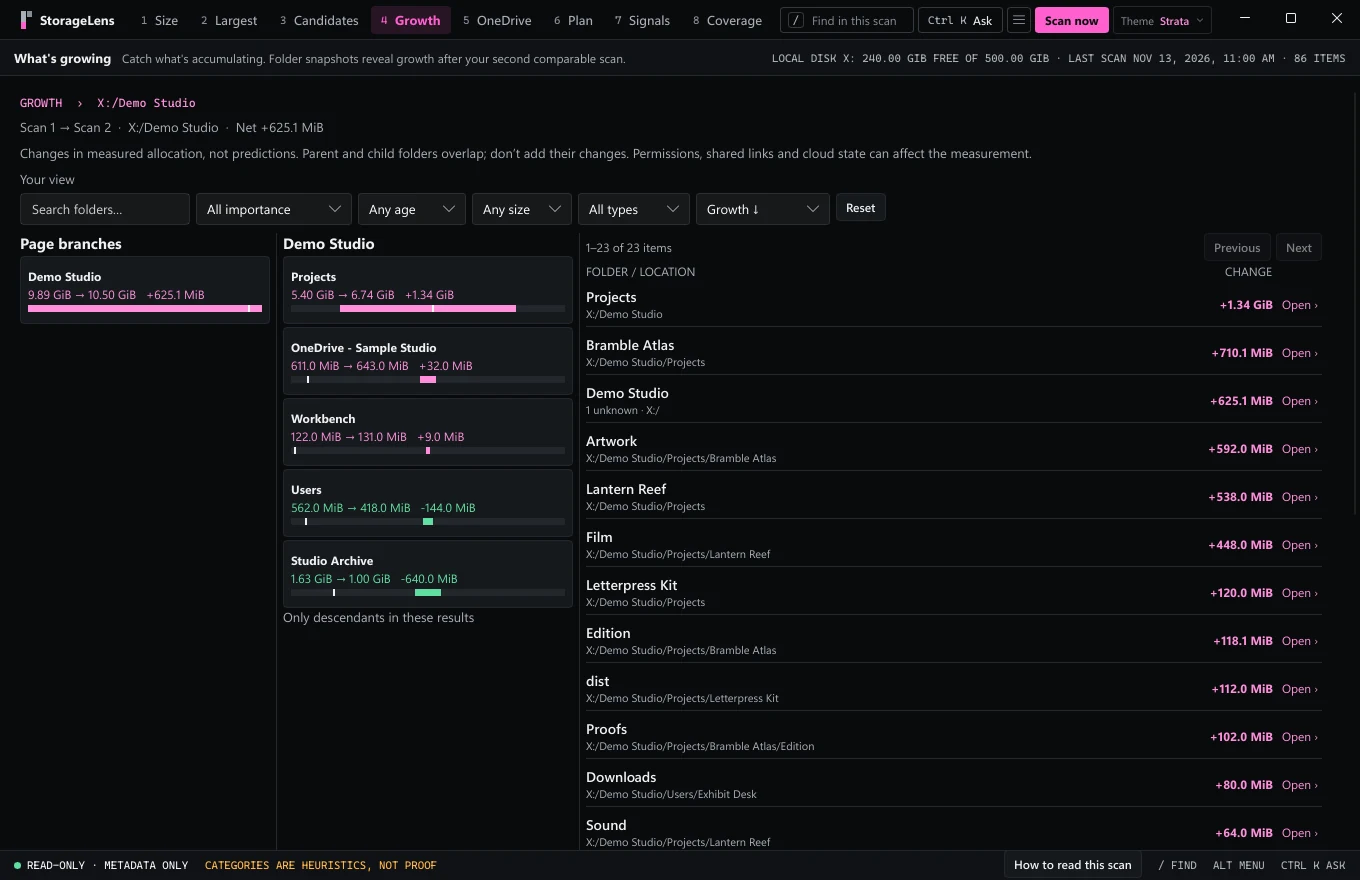 StorageLens 1 Size 2 Largest 3 Candidates 4 Growth 5 OneDrive 6 Plan 7 Signals 8 Coverage / Find in this scan Ctrl K Ask Scan now Theme Strata
What's growing Catch what's accumulating. Folder snapshots reveal growth after your second comparable scan. LOCAL DISK X: 240.00 GIB FREE OF 500.00 GIB · LAST SCAN NOV 13, 2026, 11:00 AM · 86 ITEMS
GROWTH › X:/Demo Studio
Scan 1 → Scan 2 · X:/Demo Studio · Net +625.1 MiB
Changes in measured allocation, not predictions. Parent and child folders overlap; don't add their changes. Permissions, shared links and cloud state can affect the measurement.
Your view
Search folders... All importance Any age Any size All types Growth ↓ Reset
Page branches
Demo Studio
9.89 GiB → 10.50 GiB +625.1 MiB
Demo Studio
Projects
5.40 GiB → 6.74 GiB +1.34 GiB
OneDrive - Sample Studio
611.0 MiB → 643.0 MiB +32.0 MiB
Workbench
122.0 MiB → 131.0 MiB +9.0 MiB
Users
562.0 MiB → 418.0 MiB -144.0 MiB
Studio Archive
1.63 GiB → 1.00 GiB -640.0 MiB
Only descendants in these results
1–23 of 23 items Previous Next
FOLDER / LOCATION CHANGE
Projects +1.34 GiB Open ›
X:/Demo Studio
Bramble Atlas +710.1 MiB Open ›
X:/Demo Studio/Projects
Demo Studio +625.1 MiB Open ›
1 unknown · X:/
Artwork +592.0 MiB Open ›
X:/Demo Studio/Projects/Bramble Atlas
Lantern Reef +538.0 MiB Open ›
X:/Demo Studio/Projects
Film +448.0 MiB Open ›
X:/Demo Studio/Projects/Lantern Reef
Letterpress Kit +120.0 MiB Open ›
X:/Demo Studio/Projects
Edition +118.1 MiB Open ›
X:/Demo Studio/Projects/Bramble Atlas
dist +112.0 MiB Open ›
X:/Demo Studio/Projects/Letterpress Kit
Proofs +102.0 MiB Open ›
X:/Demo Studio/Projects/Bramble Atlas/Edition
Downloads +80.0 MiB Open ›
X:/Demo Studio/Users/Exhibit Desk
Sound +64.0 MiB Open ›
X:/Demo Studio/Projects/Lantern Reef
READ-ONLY · METADATA ONLY CATEGORIES ARE HEURISTICS, NOT PROOF How to read this scan / FIND ALT MENU CTRL K ASK